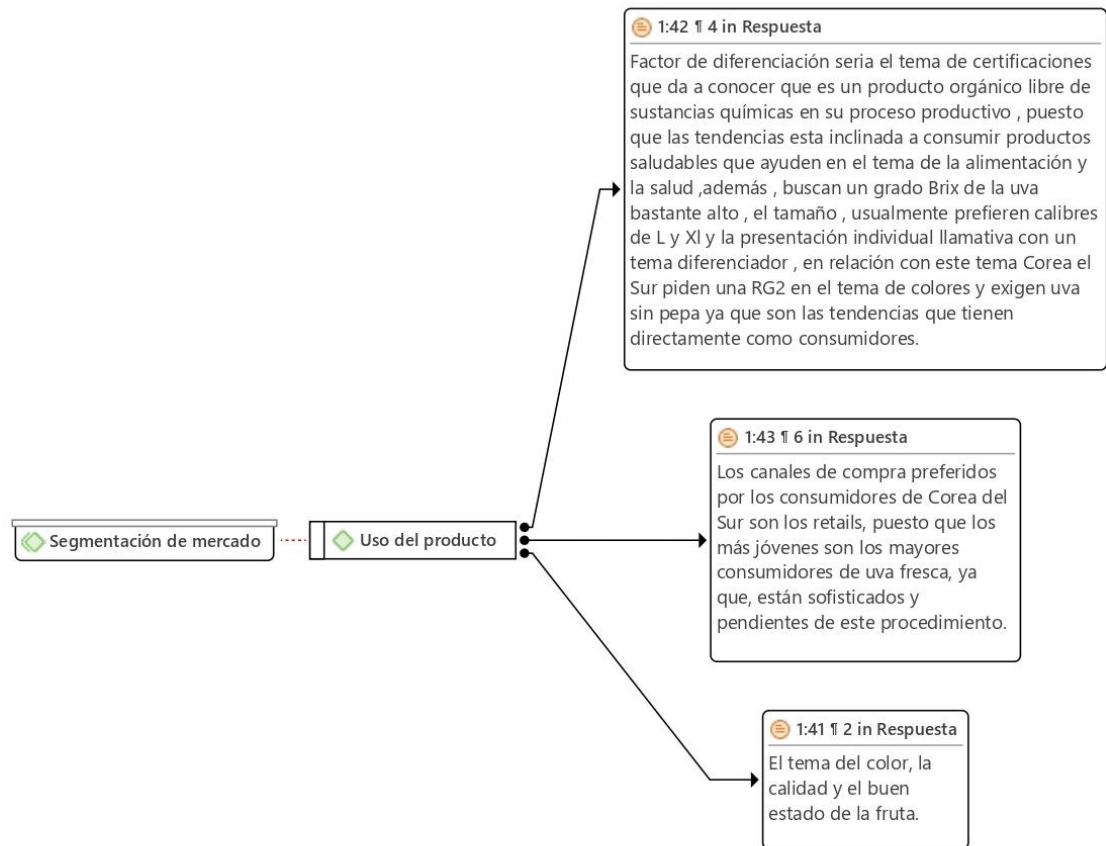 1:42 ¶ 4 in Respuesta
Factor de diferenciación seria el tema de certificaciones
que da a conocer que es un producto orgánico libre de
sustancias químicas en su proceso productivo , puesto
que las tendencias esta inclinada a consumir productos
saludables que ayuden en el tema de la alimentación y
la salud ,además , buscan un grado Brix de la uva
bastante alto , el tamaño , usualmente prefieren calibres
de L y Xl y la presentación individual llamativa con un
tema diferenciador , en relación con este tema Corea el
Sur piden una RG2 en el tema de colores y exigen uva
sin pepa ya que son las tendencias que tienen
directamente como consumidores.
1:43 ¶ 6 in Respuesta
Los canales de compra preferidos
por los consumidores de Corea del
Sur son los retails, puesto que los
más jóvenes son los mayores
consumidores de uva fresca, ya
que, están sofisticados y
pendientes de este procedimiento.
Segmentación de mercado
Uso del producto
1:41 ¶ 2 in Respuesta
El tema del color, la
calidad y el buen
estado de la fruta.